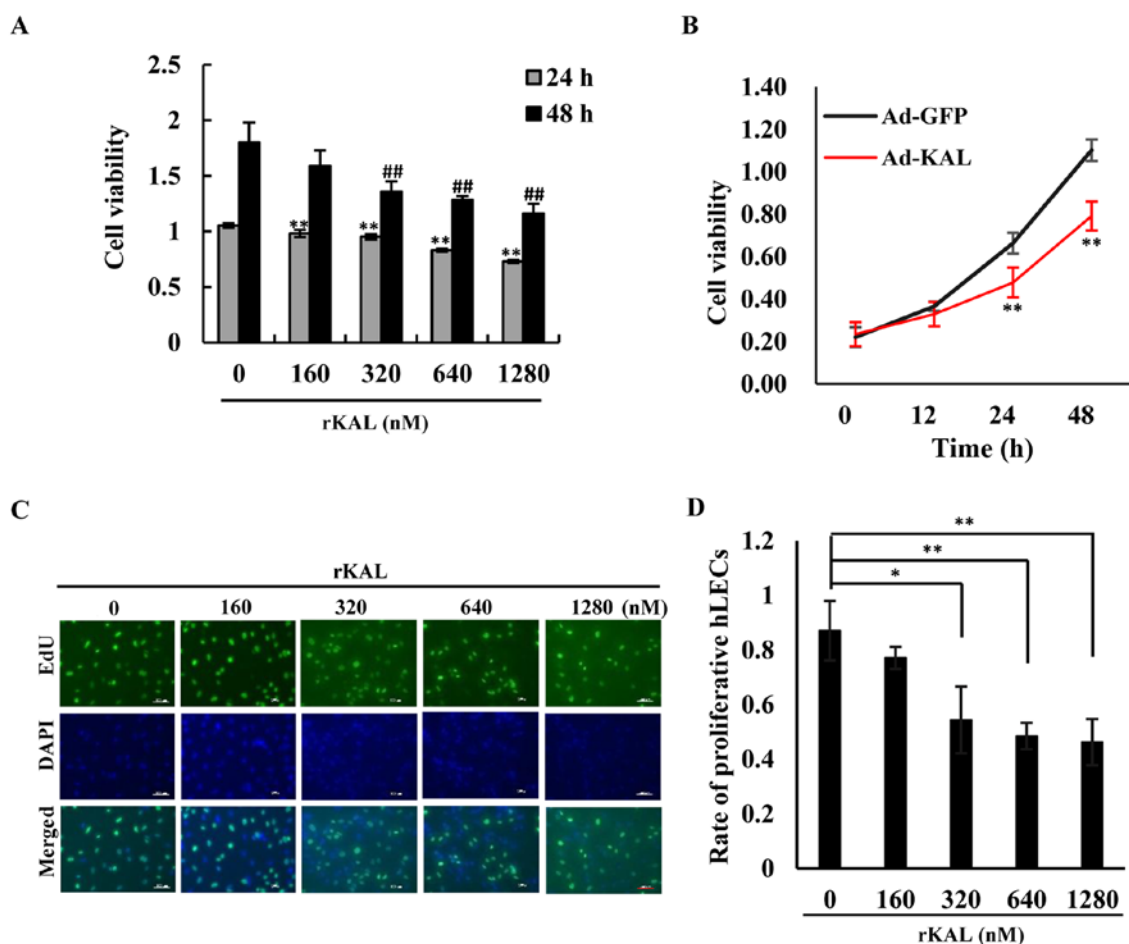 A
2.5
2
1.5
1
0.5
0
Cell viability
24 h
48 h
##
##
##
**
**
**
**
0 160 320 640 1280
rKAL (nM)
B
1.40
1.20
1.00
0.80
0.60
0.40
0.20
0.00
Cell viability
Ad-GFP
Ad-KAL
**
**
0 12 24 48
Time (h)
C
rKAL
0 160 320 640 1280 (nM)
EdU
DAPI
Merged
D
**
**
*
1.2
1
0.8
0.6
0.4
0.2
0
Rate of proliferative hLECs
0 160 320 640 1280
rKAL (nM)